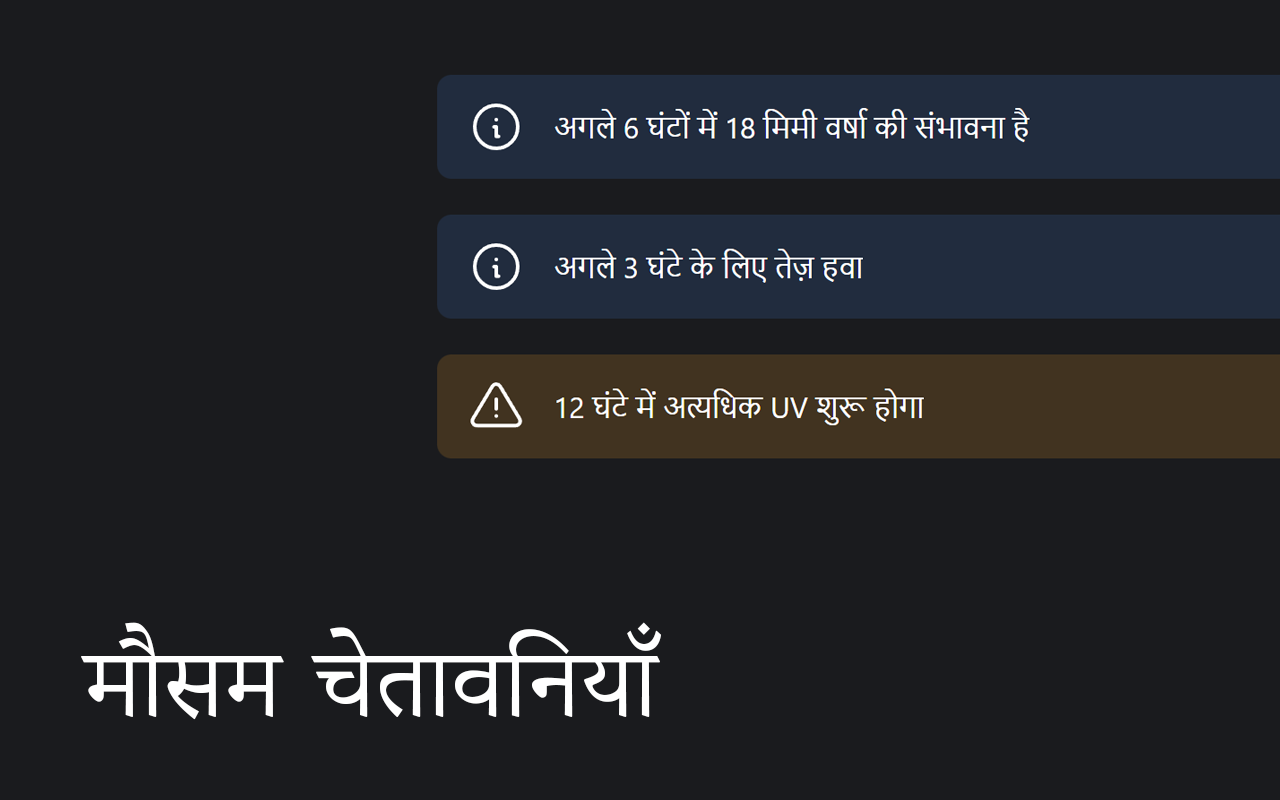 अगले 6 घंटों में 18 मिमी वर्षा की संभावना है
अगले 3 घंटे के लिए तेज़ हवा
12 घंटे में अत्यधिक UV शुरू होगा
मौसम चेतावनियाँ